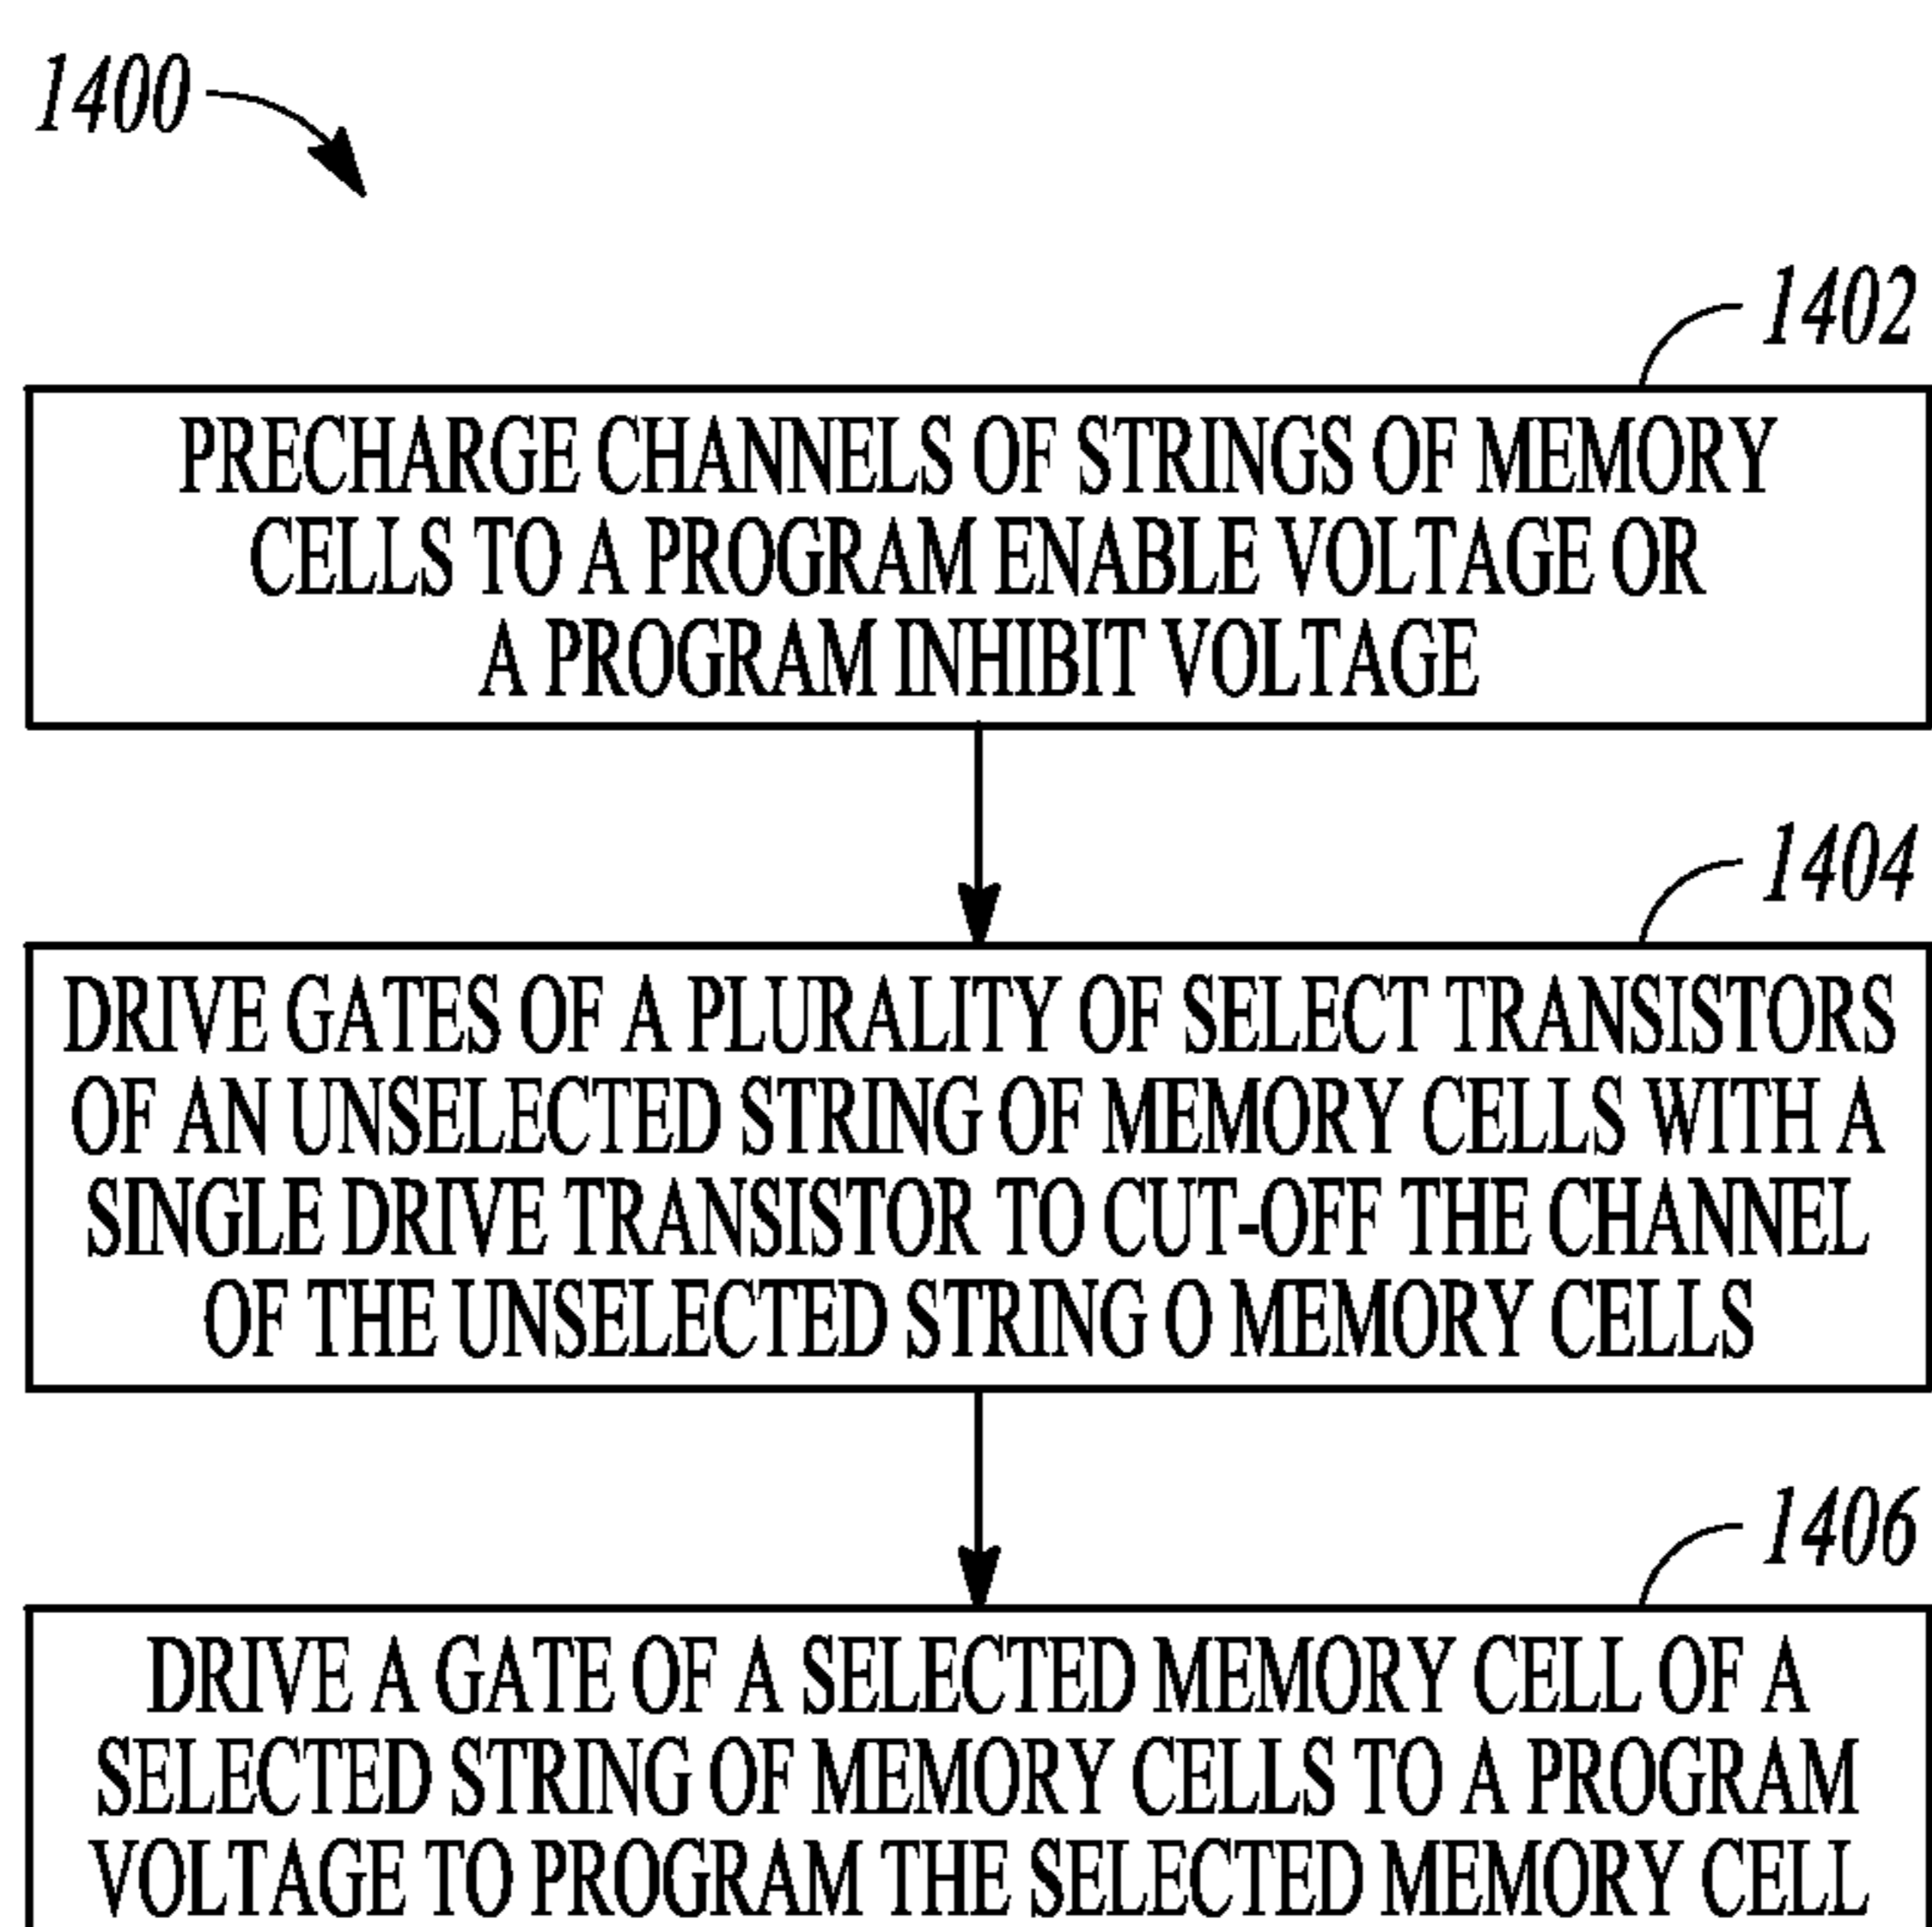 1400
1402
PRECHARGE CHANNELS OF STRINGS OF MEMORY
CELLS TO A PROGRAM ENABLE VOLTAGE OR
A PROGRAM INHIBIT VOLTAGE
1404
DRIVE GATES OF A PLURALITY OF SELECT TRANSISTORS
OF AN UNSELECTED STRING OF MEMORY CELLS WITH A
SINGLE DRIVE TRANSISTOR TO CUT-OFF THE CHANNEL
OF THE UNSELECTED STRING O MEMORY CELLS
1406
DRIVE A GATE OF A SELECTED MEMORY CELL OF A
SELECTED STRING OF MEMORY CELLS TO A PROGRAM
VOLTAGE TO PROGRAM THE SELECTED MEMORY CELL